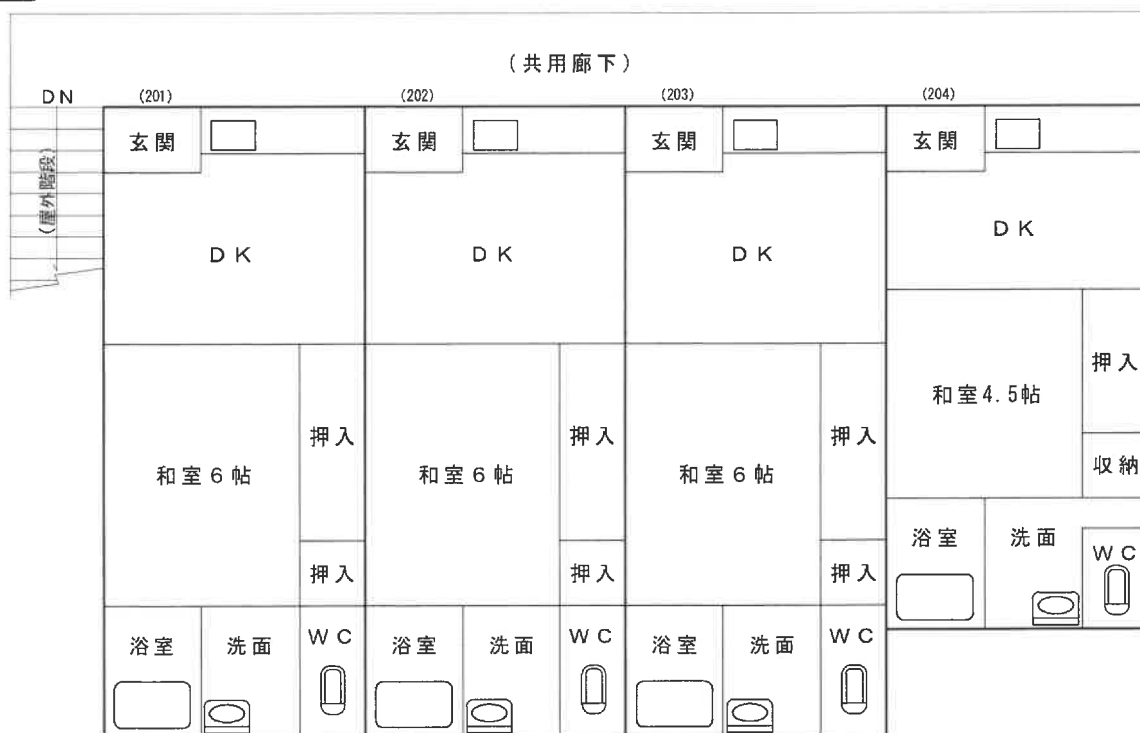 (共用廊下)
DN
(201)
(202)
(203)
(204)
玄関
玄関
玄関
玄関
(屋外階段)
DK
DK
DK
DK
押入
和室4.5帖
押入
押入
押入
収納
和室6帖
和室6帖
和室6帖
浴室
洗面
WC
押入
押入
押入
浴室
洗面
WC
浴室
洗面
WC
浴室
洗面
WC